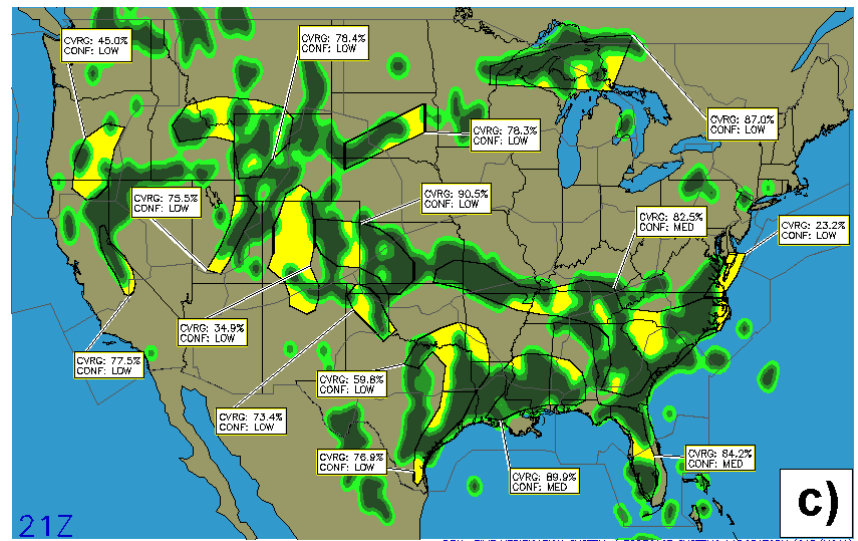 CVRG: 45.0%
CONF: LOW
CVRG: 78.4%
CONF: LOW
CVRG: 87.0%
CONF: LOW
CVRG: 78.3%
CONF: LOW
CVRG: 75.5%
CONF: LOW
CVRG: 90.5%
CONF: LOW
CVRG: 82.5%
CONF: MED
CVRG: 23.2%
CONF: LOW
CVRG: 34.9%
CONF: LOW
CVRG: 77.5%
CONF: LOW
CVRG: 59.8%
CONF: LOW
CVRG: 73.4%
CONF: LOW
CVRG: 76.9%
CONF: LOW
CVRG: 89.9%
CONF: MED
CVRG: 84.2%
CONF: MED
c)
21Z